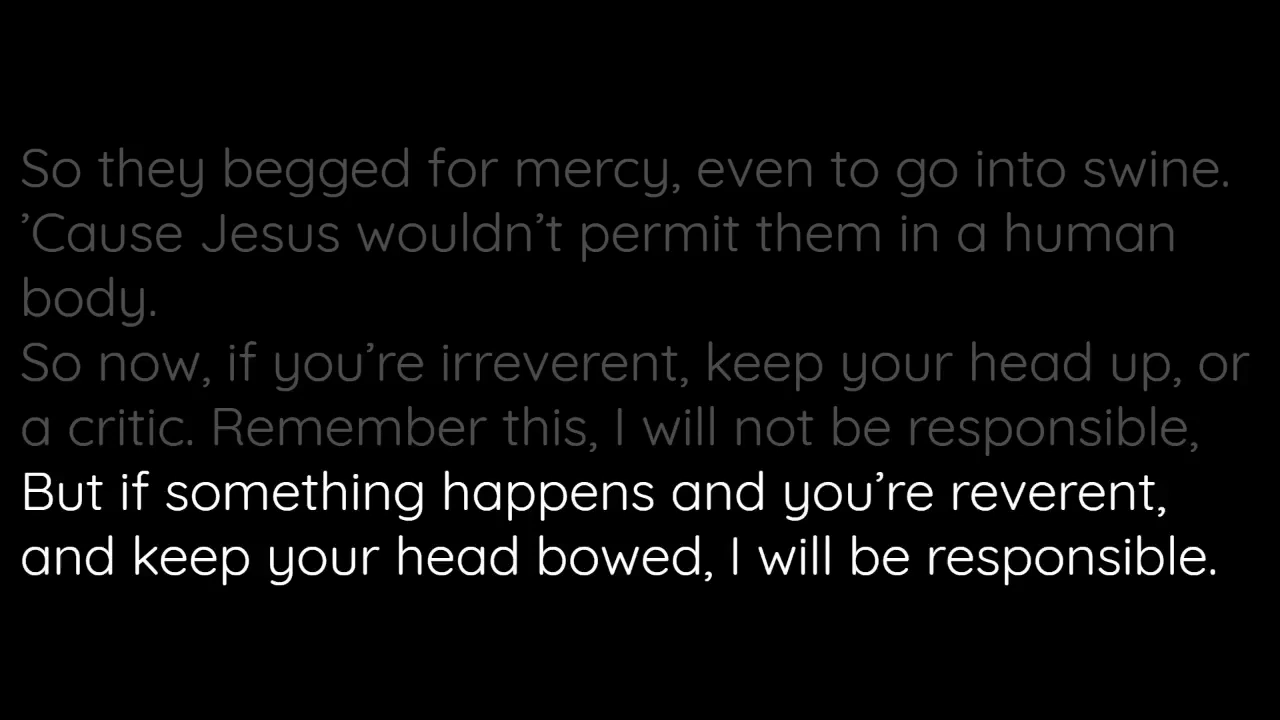 So they begged for mercy, even to go into swine.
’Cause Jesus wouldn’t permit them in a human
body.
So now, if you’re irreverent, keep your head up, or
a critic. Remember this, I will not be responsible,
But if something happens and you’re reverent,
and keep your head bowed, I will be responsible.